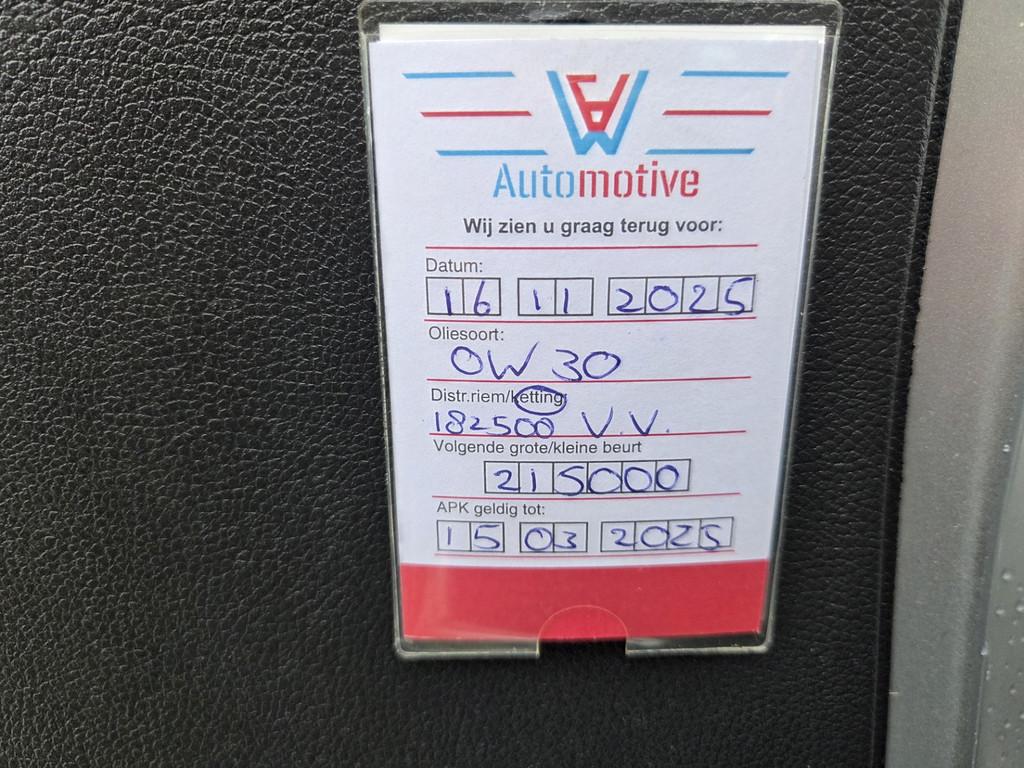 Automotive
Wij zien u graag terug voor:
Datum:
16 11 2025
Oliesoort:
0W 30
Distr.riem/ketting:
182500 V.V.
Volgende grote/kleine beurt
215000
APK geldig tot:
15 03 2025